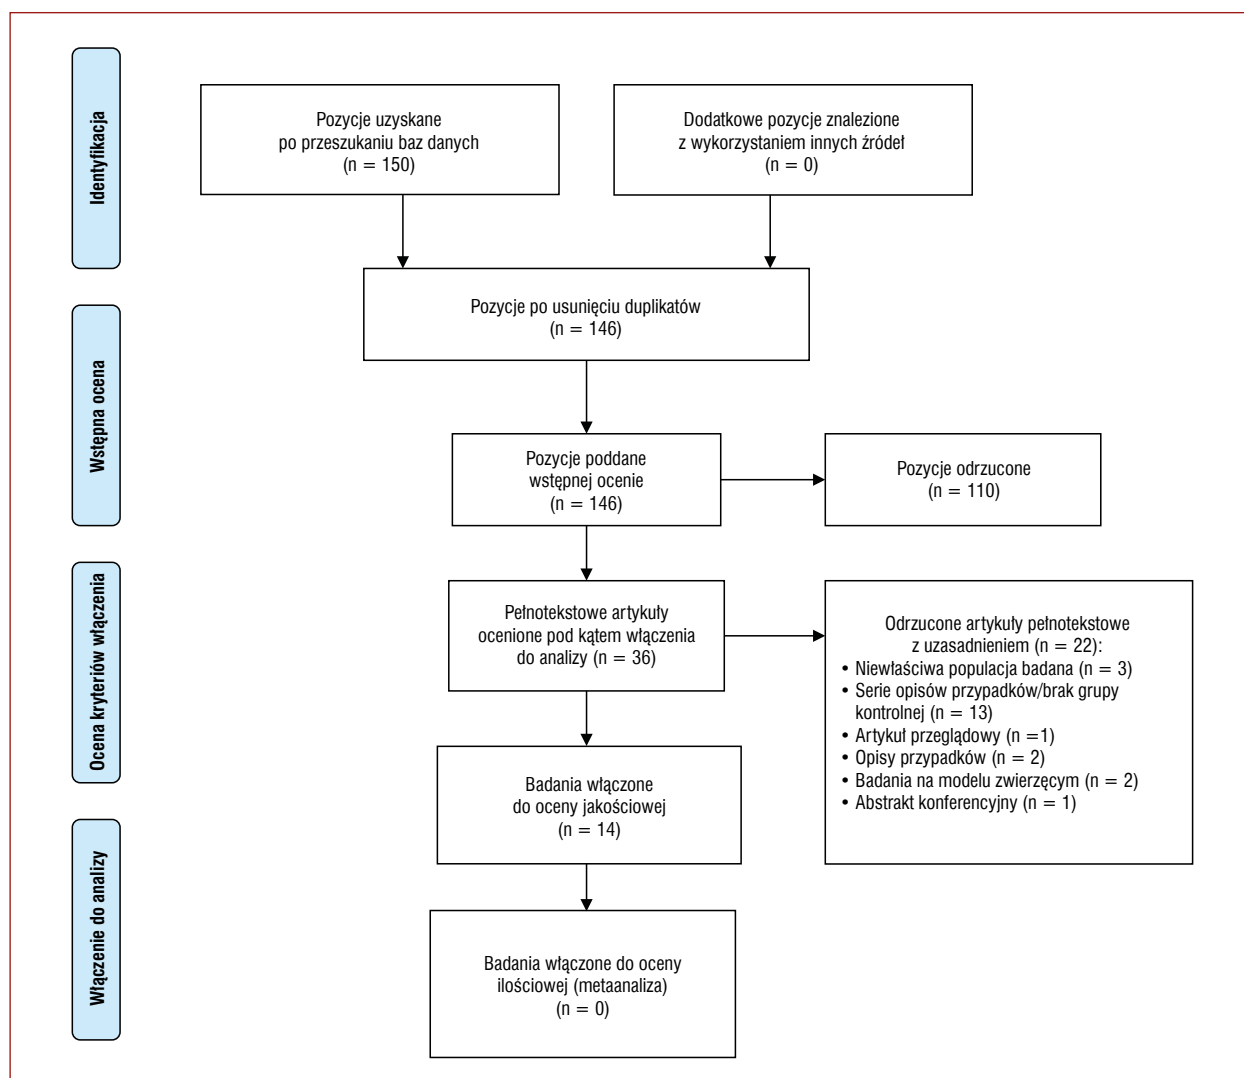 Identyfikacja
Pozycje uzyskane
po przeszukaniu baz danych
(n = 150)
Dodatkowe pozycje znalezione
z wykorzystaniem innych źródeł
(n = 0)
Pozycje po usunięciu duplikatów
(n = 146)
Wstępna ocena
Pozycje poddane
wstępnej ocenie
(n = 146)
Pozycje odrzucone
(n = 110)
Ocena kryteriów włączenia
Pełnotekstowe artykuły
ocenione pod kątem włączenia
do analizy (n = 36)
Odrzucone artykuły pełnotekstowe
z uzasadnieniem (n = 22):
• Niewłaściwa populacja badana (n = 3)
• Serie opisów przypadków/brak grupy
kontrolnej (n = 13)
• Artykuł przeglądowy (n =1)
• Opisy przypadków (n = 2)
• Badania na modelu zwierzęcym (n = 2)
• Abstrakt konferencyjny (n = 1)
Badania włączone
do oceny jakościowej
(n = 14)
Włączenie do analizy
Badania włączone do oceny
ilościowej (metaanaliza)
(n = 0)